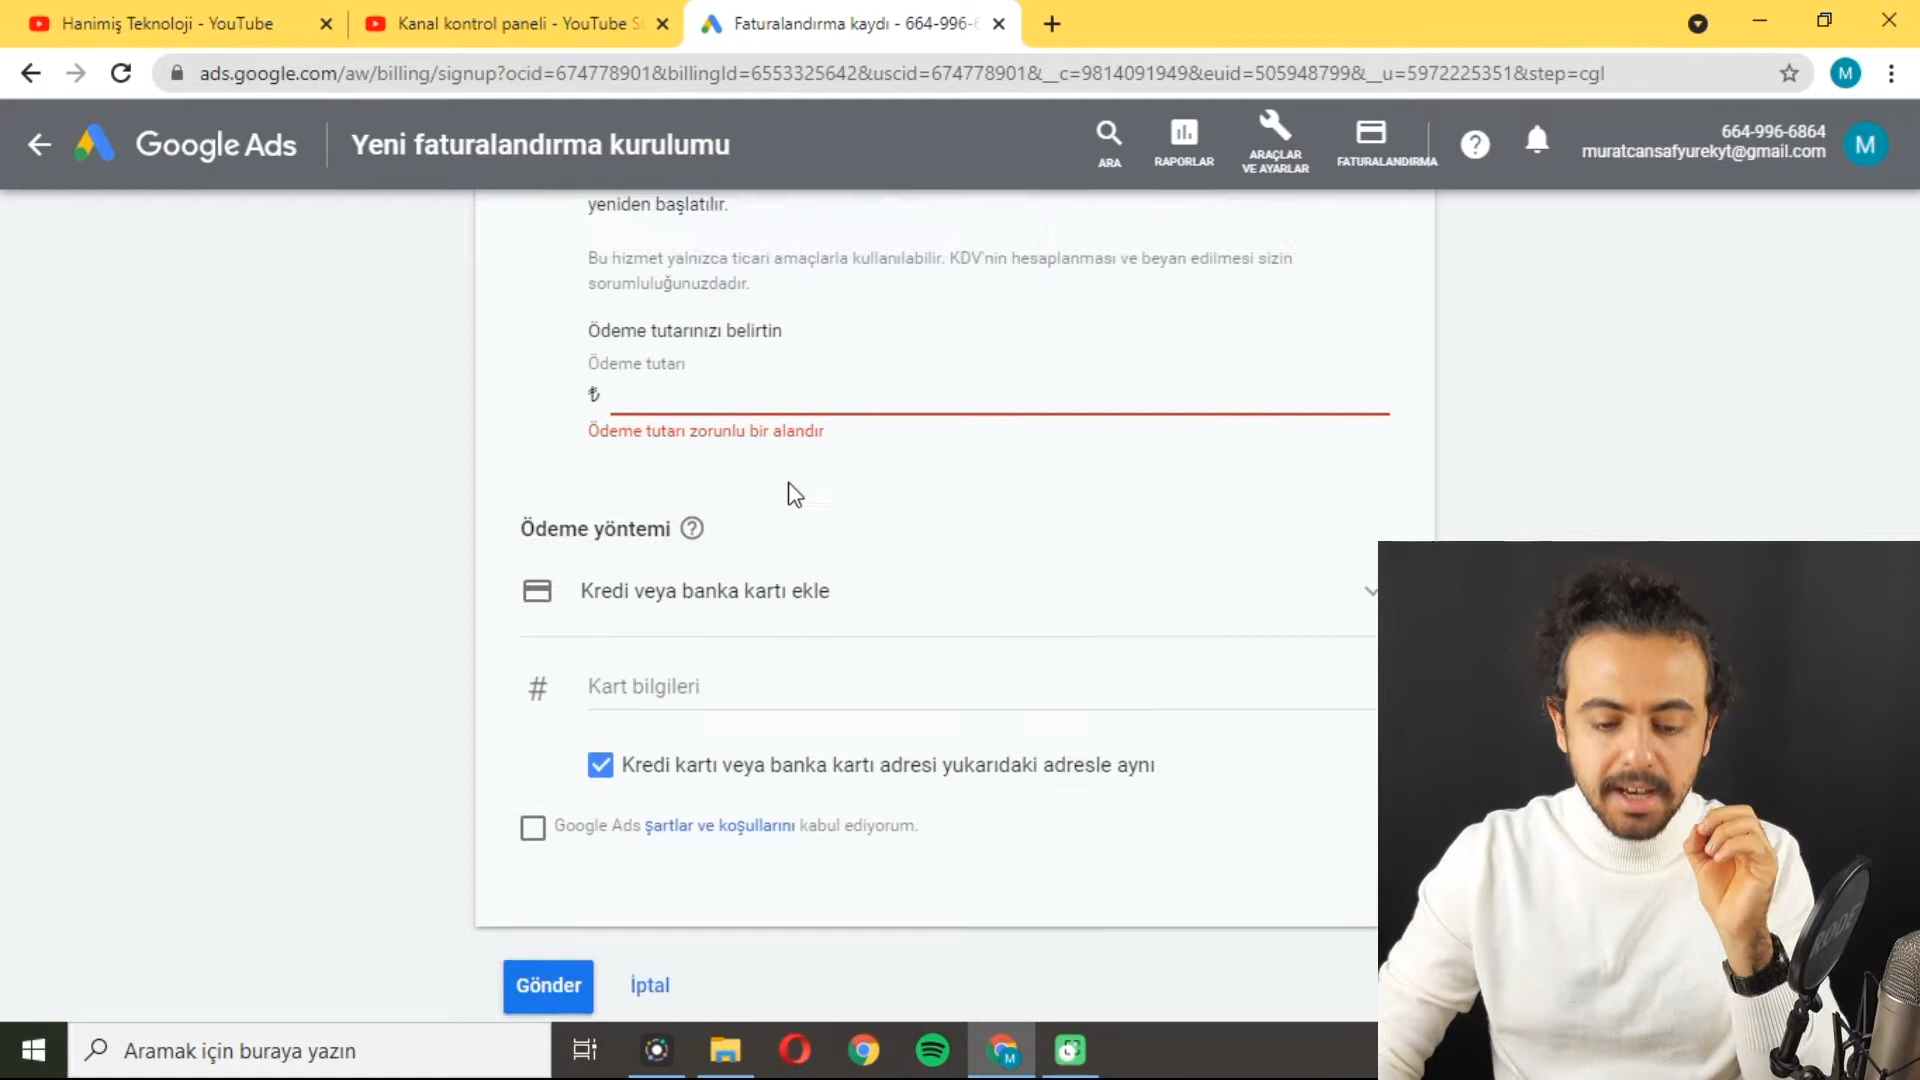 Hanimiş Teknoloji - YouTube
Kanal kontrol paneli - YouTube S
Faturalandırma kaydı - 664-996-6
ads.google.com/aw/billing/signup?ocid=674778901&billingId=6553325642&uscid=674778901&__c=9814091949&euid=505948799&__u=5972225351&step=cgl
M
Google Ads
Yeni faturalandırma kurulumu
ARA
RAPORLAR
ARAÇLAR
VE AYARLAR
FATURALANDIRMA
664-996-6864
muratcansafyurekyt@gmail.com
M
yeniden başlatılır.
Bu hizmet yalnızca ticari amaçlarla kullanılabilir. KDV'nin hesaplanması ve beyan edilmesi sizin
sorumluluğunuzdadır.
Ödeme tutarınızı belirtin
Ödeme tutarı
₺
Ödeme tutarı zorunlu bir alandır
Ödeme yöntemi
Kredi veya banka kartı ekle
# Kart bilgileri
Kredi kartı veya banka kartı adresi yukarıdaki adresle aynı
Google Ads şartlar ve koşullarını kabul ediyorum.
Gönder
İptal
RODE
Aramak için buraya yazın
M